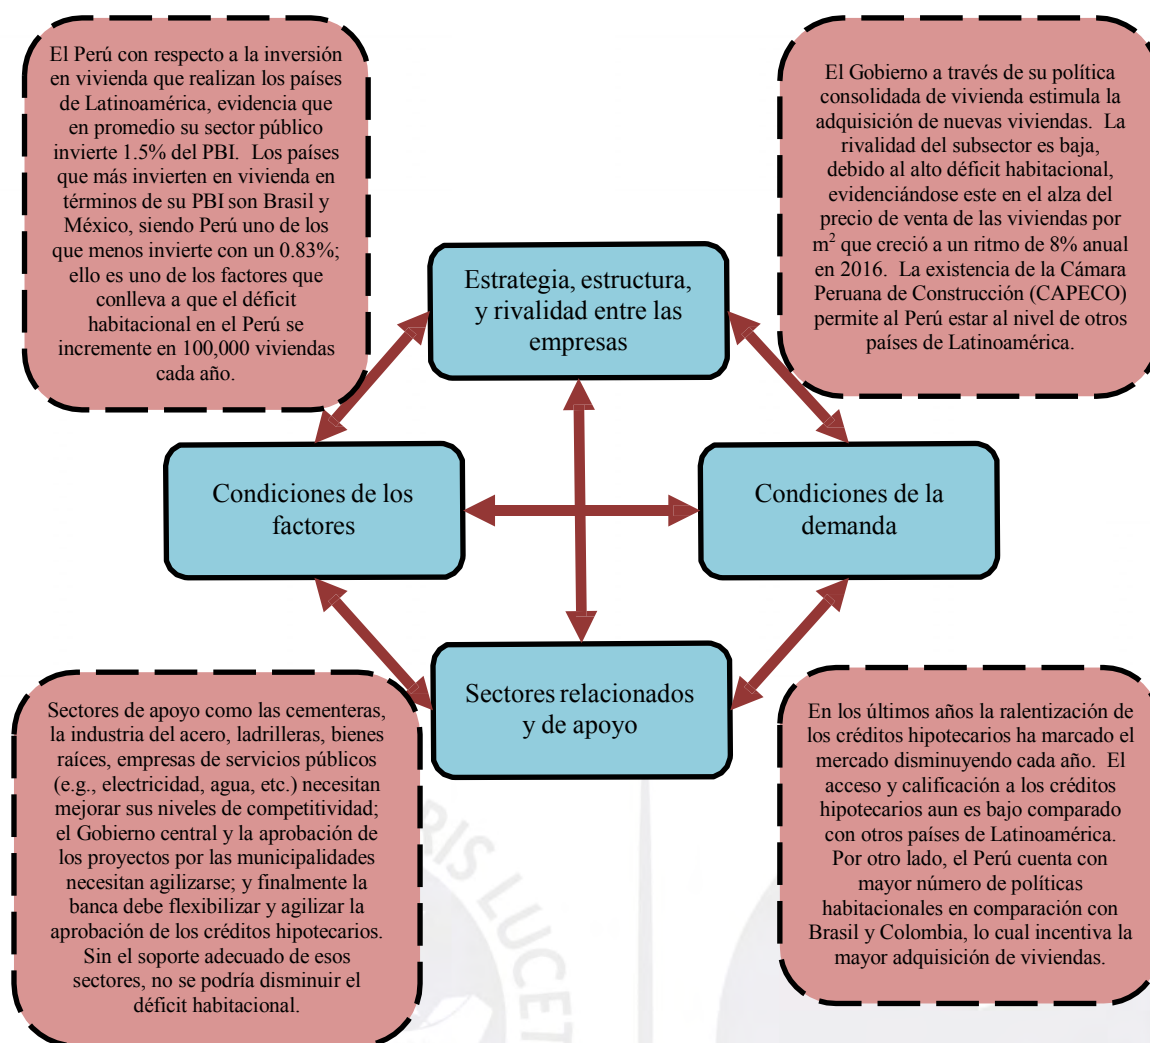 El Perú con respecto a la inversión
en vivienda que realizan los países
de Latinoamérica, evidencia que
en promedio su sector público
invierte 1.5% del PBI. Los países
que más invierten en vivienda en
términos de su PBI son Brasil y
México, siendo Perú uno de los
que menos invierte con un 0.83%;
ello es uno de los factores que
conlleva a que el déficit
habitacional en el Perú se
incremente en 100,000 viviendas
cada año.
El Gobierno a través de su política
consolidada de vivienda estimula la
adquisición de nuevas viviendas. La
rivalidad del subsector es baja,
debido al alto déficit habitacional,
evidenciándose este en el alza del
precio de venta de las viviendas por
m² que creció a un ritmo de 8% anual
en 2016. La existencia de la Cámara
Peruana de Construcción (CAPECO)
permite al Perú estar al nivel de otros
países de Latinoamérica.
Estrategia, estructura,
y rivalidad entre las
empresas
Condiciones de los
factores
Condiciones de la
demanda
Sectores relacionados
y de apoyo
Sectores de apoyo como las cementeras,
la industria del acero, ladrilleras, bienes
raíces, empresas de servicios públicos
(e.g., electricidad, agua, etc.) necesitan
mejorar sus niveles de competitividad;
el Gobierno central y la aprobación de
los proyectos por las municipalidades
necesitan agilizarse; y finalmente la
banca debe flexibilizar y agilizar la
aprobación de los créditos hipotecarios.
Sin el soporte adecuado de esos
sectores, no se podría disminuir el
déficit habitacional.
En los últimos años la ralentización de
los créditos hipotecarios ha marcado el
mercado disminuyendo cada año. El
acceso y calificación a los créditos
hipotecarios aun es bajo comparado
con otros países de Latinoamérica.
Por otro lado, el Perú cuenta con
mayor número de políticas
habitacionales en comparación con
Brasil y Colombia, lo cual incentiva la
mayor adquisición de viviendas.